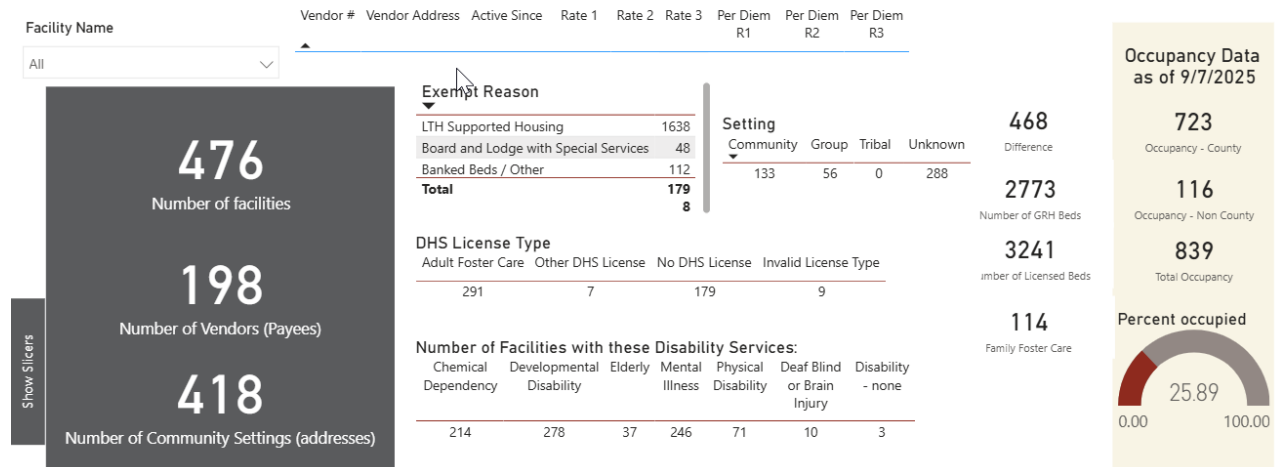 Facility Name
All
Vendor # Vendor Address Active Since Rate 1 Rate 2 Rate 3 Per Diem R1 Per Diem R2 Per Diem R3
476
Number of facilities
198
Number of Vendors (Payees)
418
Number of Community Settings (addresses)
Show Slicers
Exempt Reason
LTH Supported Housing 1638
Board and Lodge with Special Services 48
Banked Beds / Other 112
Total 179
8
Setting
Community Group Tribal Unknown
133 56 0 288
DHS License Type
Adult Foster Care Other DHS License No DHS License Invalid License Type
291 7 179 9
Number of Facilities with these Disability Services:
Chemical Dependency Developmental Disability Elderly Mental Illness Physical Disability Deaf Blind or Brain Injury Disability - none
214 278 37 246 71 10 3
468
Difference
2773
Number of GRH Beds
3241
umber of Licensed Beds
114
Family Foster Care
Occupancy Data
as of 9/7/2025
723
Occupancy - County
116
Occupancy - Non County
839
Total Occupancy
Percent occupied
25.89
0.00 100.00